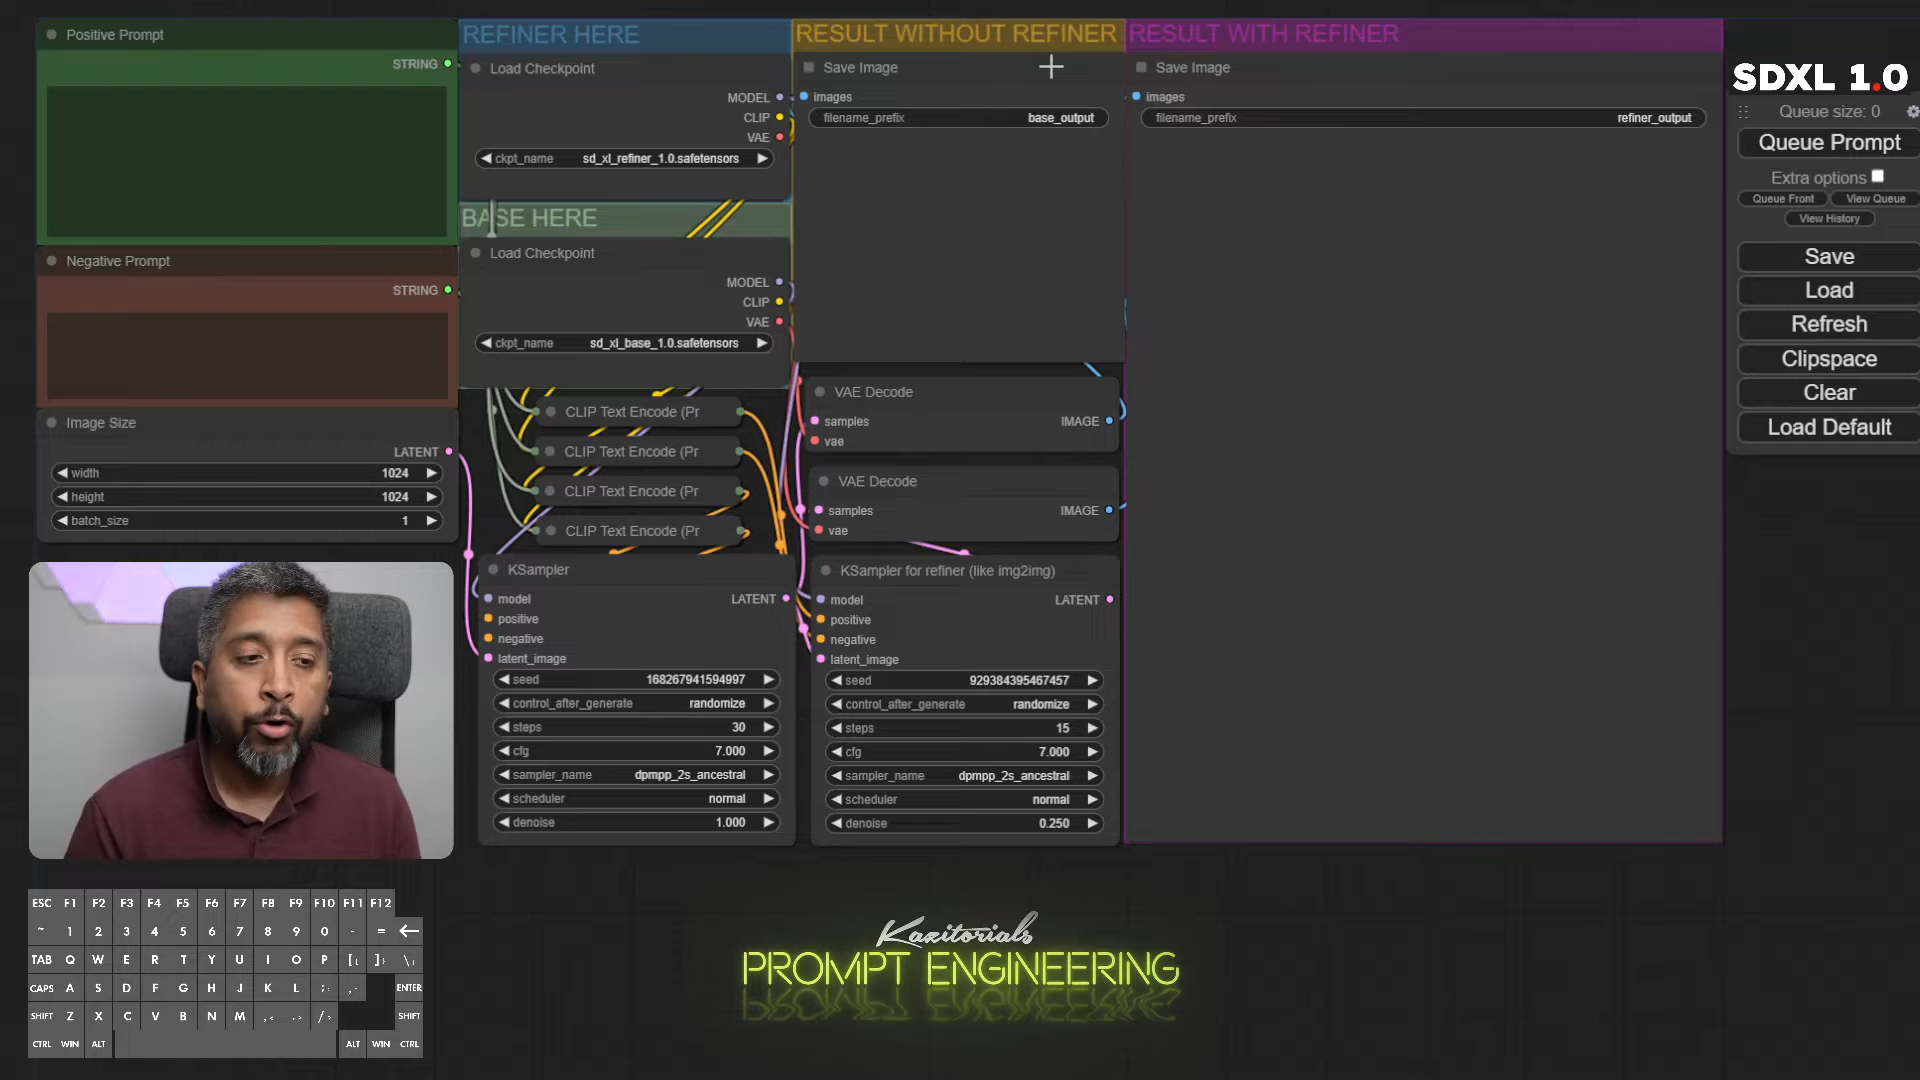 Positive Prompt
STRING
Negative Prompt
STRING
Image Size
LATENT
width 1024
height 1024
batch_size 1
REFINER HERE
Load Checkpoint
MODEL
CLIP
VAE
ckpt_name sd_xl_refiner_1.0.safetensors
BASE HERE
Load Checkpoint
MODEL
CLIP
VAE
ckpt_name sd_xl_base_1.0.safetensors
CLIP Text Encode (Pr
CLIP Text Encode (Pr
CLIP Text Encode (Pr
CLIP Text Encode (Pr
KSampler
model LATENT
positive
negative
latent_image
seed 168267941594997
control_after_generate randomize
steps 30
cfg 7.000
sampler_name dpmpp_2s_ancestral
scheduler normal
denoise 1.000
RESULT WITHOUT REFINER
Save Image
images
filename_prefix base_output
VAE Decode
samples IMAGE
vae
VAE Decode
samples IMAGE
vae
KSampler for refiner (like img2img)
model LATENT
positive
negative
latent_image
seed 929384395467457
control_after_generate randomize
steps 15
cfg 7.000
sampler_name dpmpp_2s_ancestral
scheduler normal
denoise 0.250
RESULT WITH REFINER
Save Image
images
filename_prefix refiner_output
SDXL 1.0
Queue size: 0
Queue Prompt
Extra options
Queue Front View Queue
View History
Save
Load
Refresh
Clipspace
Clear
Load Default
ESC F1 F2 F3 F4 F5 F6 F7 F8 F9 F10 F11 F12
~ 1 2 3 4 5 6 7 8 9 0 - =
TAB Q W E R T Y U I O P [{ ]} \|
CAPS A S D F G H J K L ;: ,. ENTER
SHIFT Z X C V B N M ,< .> /? SHIFT
CTRL WIN ALT ALT WIN CTRL
Kazitorials
PROMPT ENGINEERING